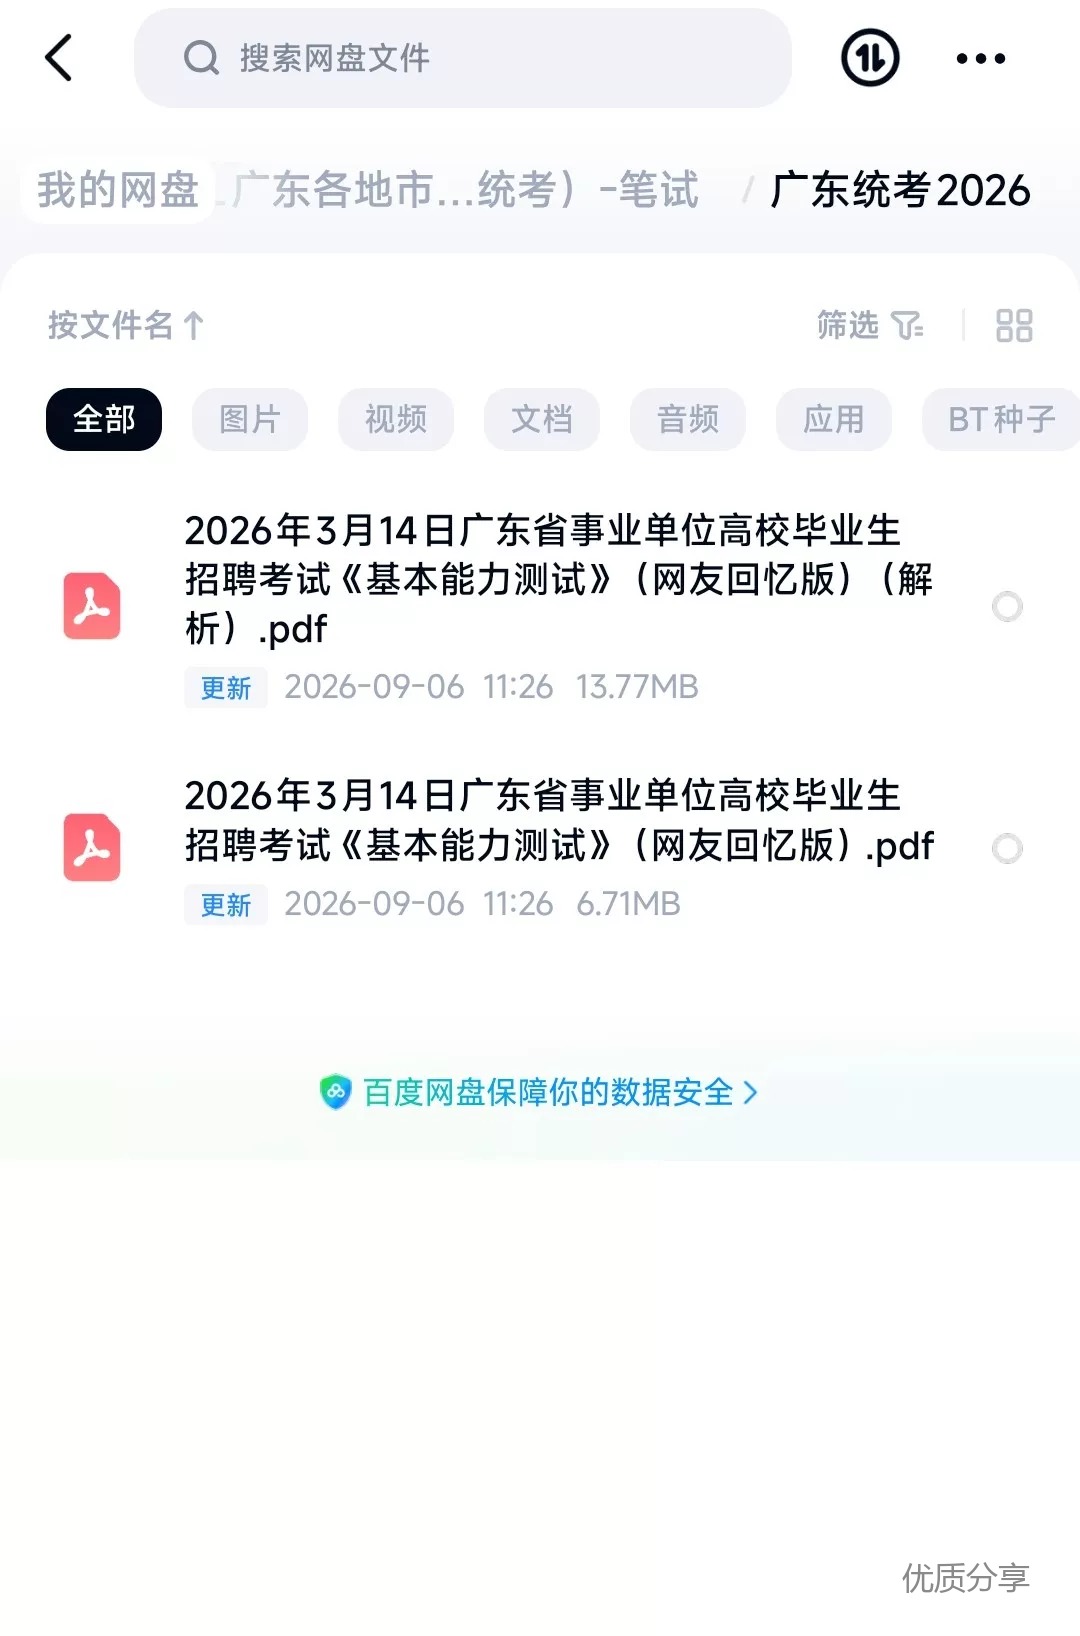 搜索网盘文件
我的网盘 广东各地市...统考）-笔试 / 广东统考2026
按文件名↑ 筛选
全部 图片 视频 文档 音频 应用 BT种子
2026年3月14日广东省事业单位高校毕业生
招聘考试《基本能力测试》（网友回忆版）（解
析）.pdf
更新 2026-09-06 11:26 13.77MB
2026年3月14日广东省事业单位高校毕业生
招聘考试《基本能力测试》（网友回忆版）.pdf
更新 2026-09-06 11:26 6.71MB
百度网盘保障你的数据安全>
优质分享